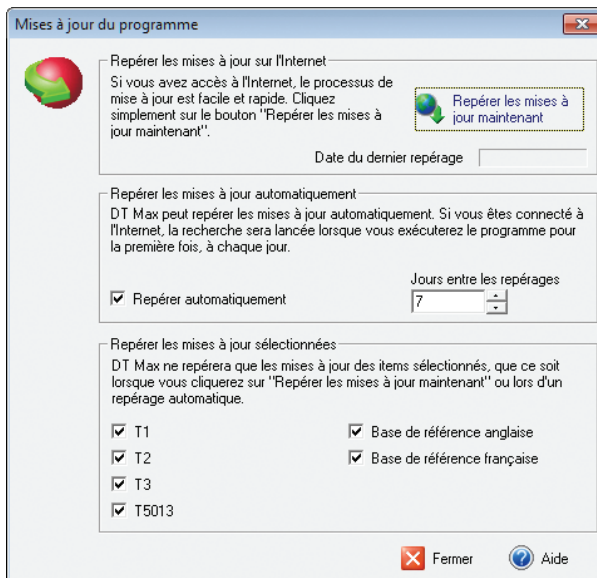 Mises à jour du programme
Repérer les mises à jour sur l'Internet
Si vous avez accès à l'Internet, le processus de
mise à jour est facile et rapide. Cliquez
simplement sur le bouton "Repérer les mises à
jour maintenant".
Repérer les mises à
jour maintenant
Date du dernier repérage
Repérer les mises à jour automatiquement
DT Max peut repérer les mises à jour automatiquement. Si vous êtes connecté à
l'Internet, la recherche sera lancée lorsque vous exécuterez le programme pour
la première fois, à chaque jour.
Jours entre les repérages
Repérer automatiquement
7
Repérer les mises à jour sélectionnées
DT Max ne repérera que les mises à jour des items sélectionnés, que ce soit
lorsque vous cliquerez sur "Repérer les mises à jour maintenant" ou lors d'un
repérage automatique.
T1
Base de référence anglaise
T2
Base de référence française
T3
T5013
Fermer
Aide